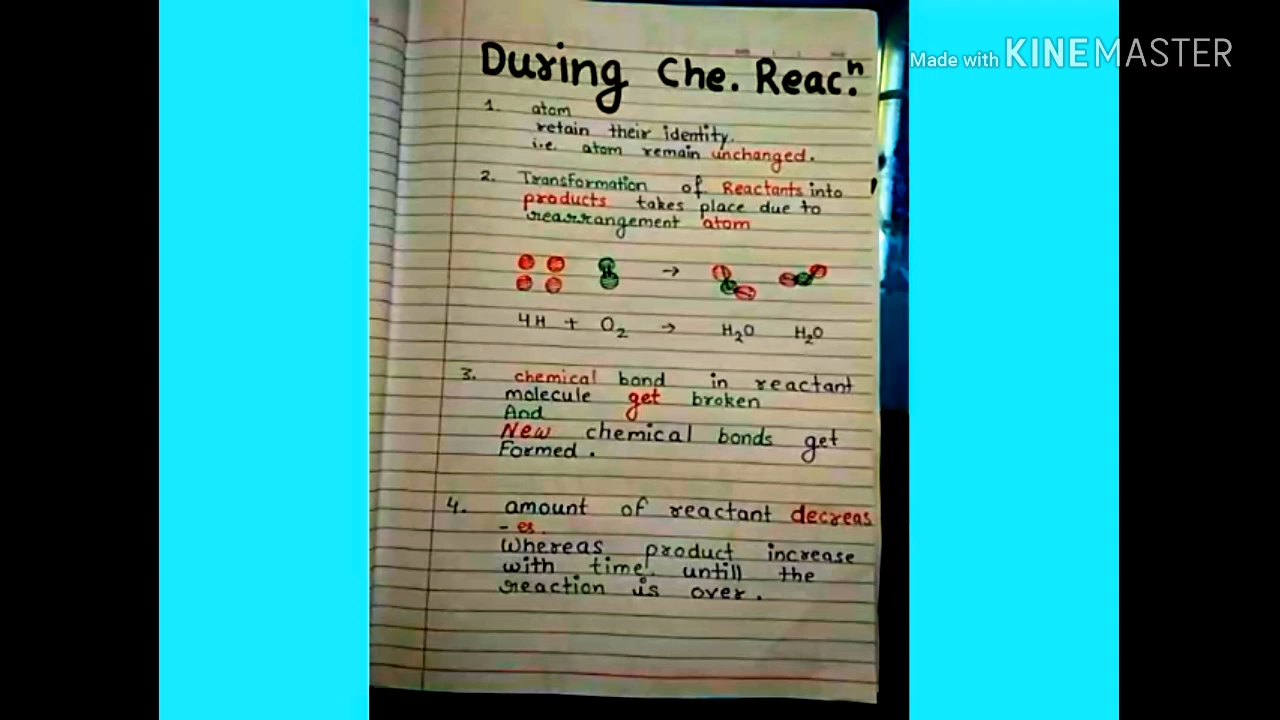 Made with KINEMASTER
During Che. Reac.ⁿ
1. atom
retain their identity.
i.e. atom remain unchanged.
2. Transformation of Reactants into
products takes place due to
rearrangement atom
4H + O₂ → H₂O H₂O
3. chemical bond in reactant
molecule get broken
And
New chemical bonds get
Formed.
4. amount of reactant decreas
- es.
Whereas product increase
with time. untill the
reaction is over.